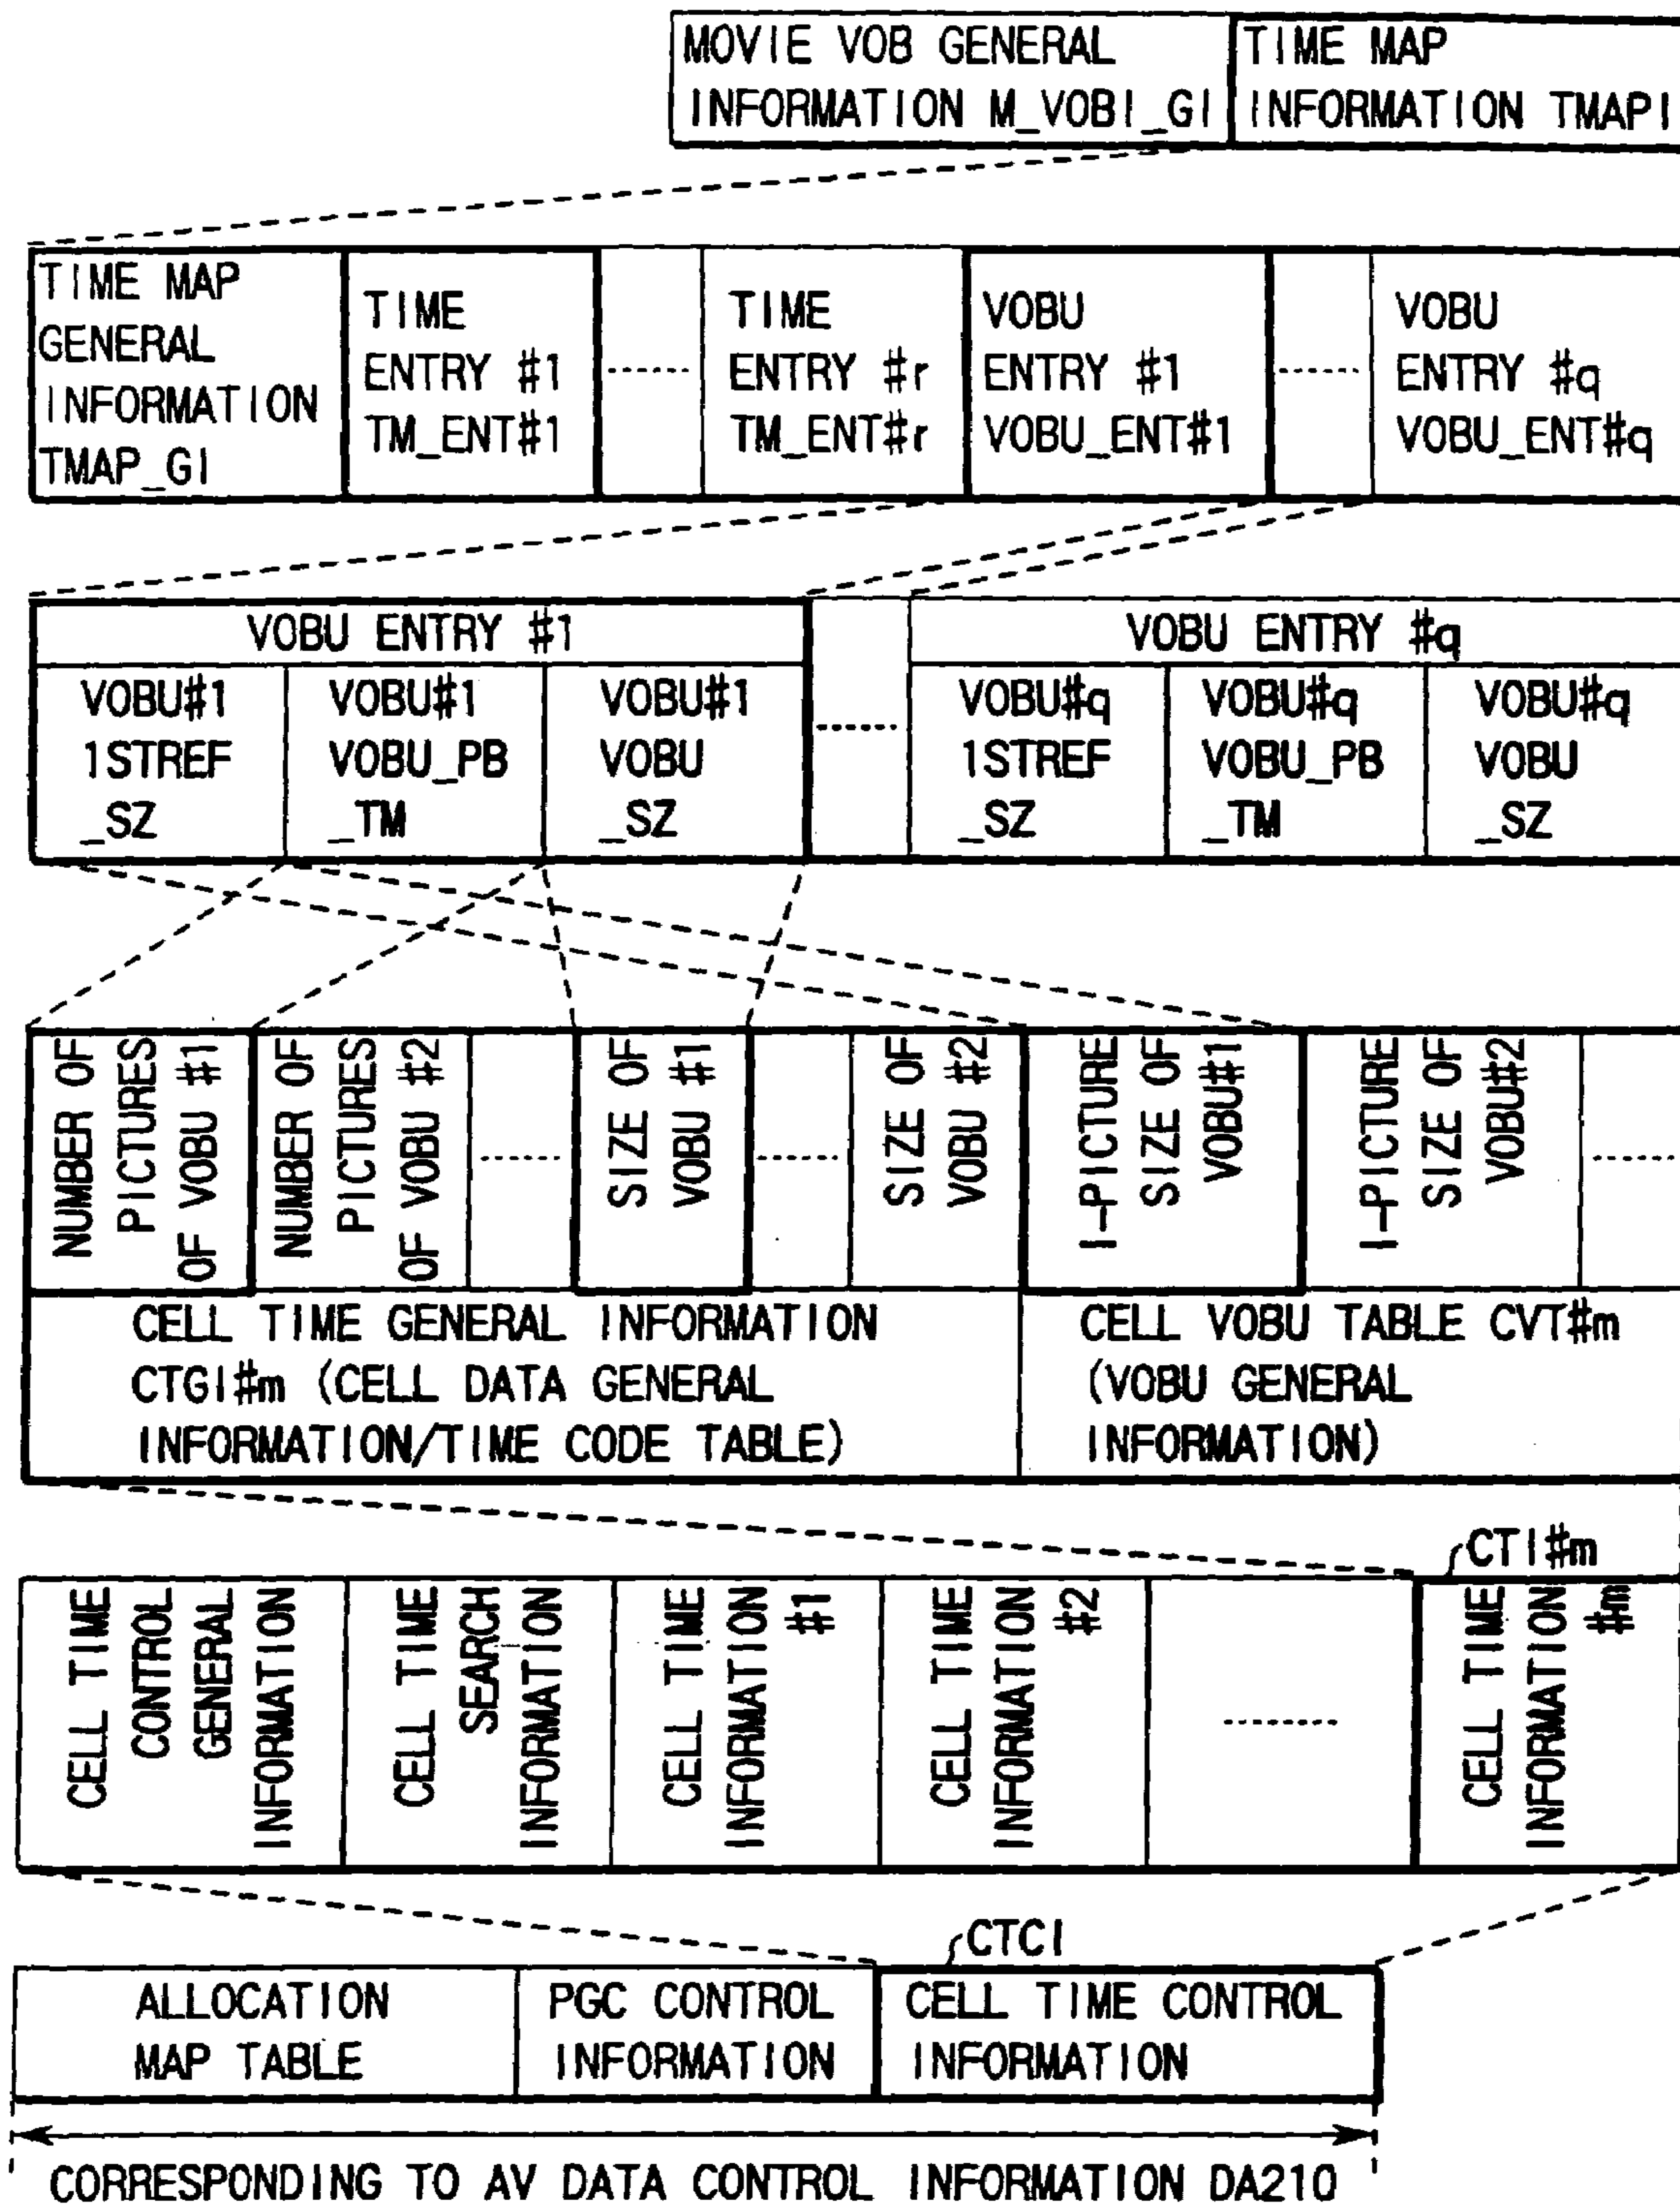 MOVIE VOB GENERAL
INFORMATION M_VOBI_GI
TIME MAP
INFORMATION TMAPI
TIME MAP
GENERAL
INFORMATION
TMAP_GI
TIME
ENTRY #1
TM_ENT#1
TIME
ENTRY #r
TM_ENT#r
VOBU
ENTRY #1
VOBU_ENT#1
VOBU
ENTRY #q
VOBU_ENT#q
VOBU ENTRY #1
VOBU ENTRY #q
VOBU#1
1STREF
_SZ
VOBU#1
VOBU_PB
_TM
VOBU#1
VOBU
_SZ
VOBU#q
1STREF
_SZ
VOBU#q
VOBU_PB
_TM
VOBU#q
VOBU
_SZ
NUMBER OF
PICTURES
OF VOBU #1
NUMBER OF
PICTURES
OF VOBU #2
SIZE OF
VOBU #1
SIZE OF
VOBU #2
I-PICTURE
SIZE OF
VOBU#1
I-PICTURE
SIZE OF
VOBU#2
CELL TIME GENERAL INFORMATION
CTGI#m (CELL DATA GENERAL
INFORMATION/TIME CODE TABLE)
CELL VOBU TABLE CVT#m
(VOBU GENERAL
INFORMATION)
CTI#m
CELL TIME
CONTROL
GENERAL
INFORMATION
CELL TIME
SEARCH
INFORMATION
CELL TIME
INFORMATION
#1
CELL TIME
INFORMATION
#2
CELL TIME
INFORMATION
#m
CTCI
ALLOCATION
MAP TABLE
PGC CONTROL
INFORMATION
CELL TIME CONTROL
INFORMATION
CORRESPONDING TO AV DATA CONTROL INFORMATION DA210